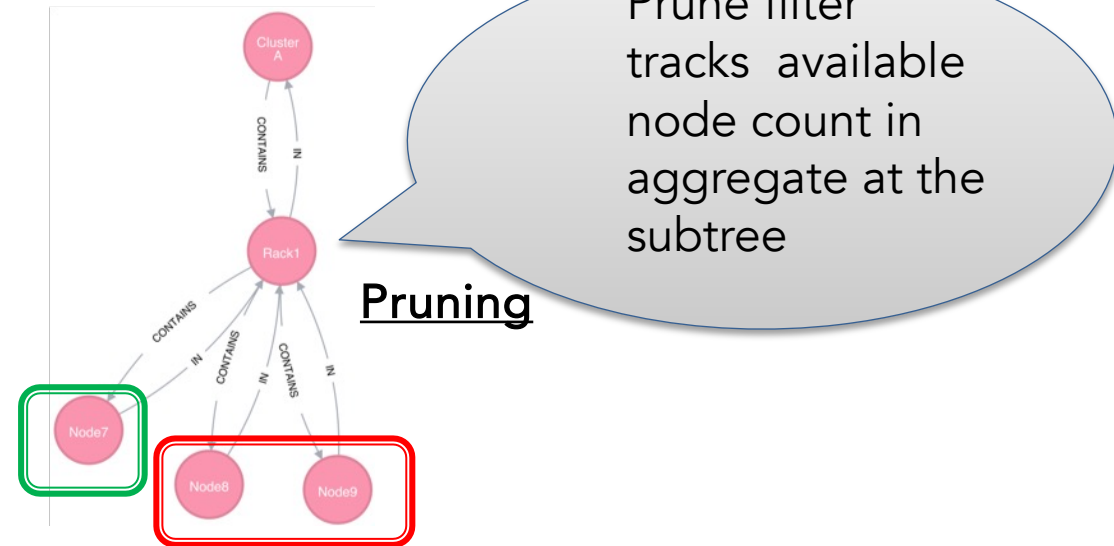 Prune filter
tracks available
node count in
aggregate at the
subtree
Cluster
A
CONTAINS
IN
Rack1
Pruning
CONTAINS
IN
CONTAINS
IN
CONTAINS
IN
Node7
Node8
Node9